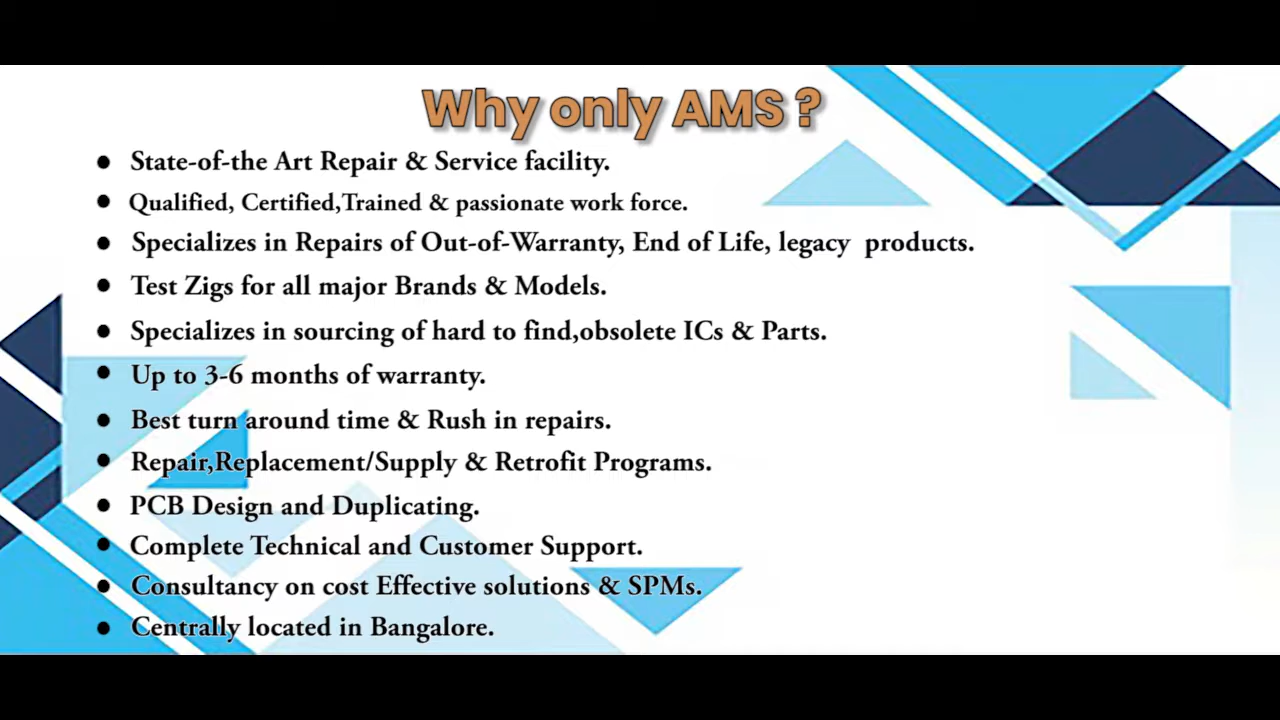 Why only AMS ?
● State-of-the Art Repair & Service facility.
● Qualified, Certified,Trained & passionate work force.
● Specializes in Repairs of Out-of-Warranty, End of Life, legacy  products.
● Test Zigs for all major Brands & Models.
● Specializes in sourcing of hard to find,obsolete ICs & Parts.
● Up to 3-6 months of warranty.
● Best turn around time & Rush in repairs.
● Repair,Replacement/Supply & Retrofit Programs.
● PCB Design and Duplicating.
● Complete Technical and Customer Support.
● Consultancy on cost Effective solutions & SPMs.
● Centrally located in Bangalore.